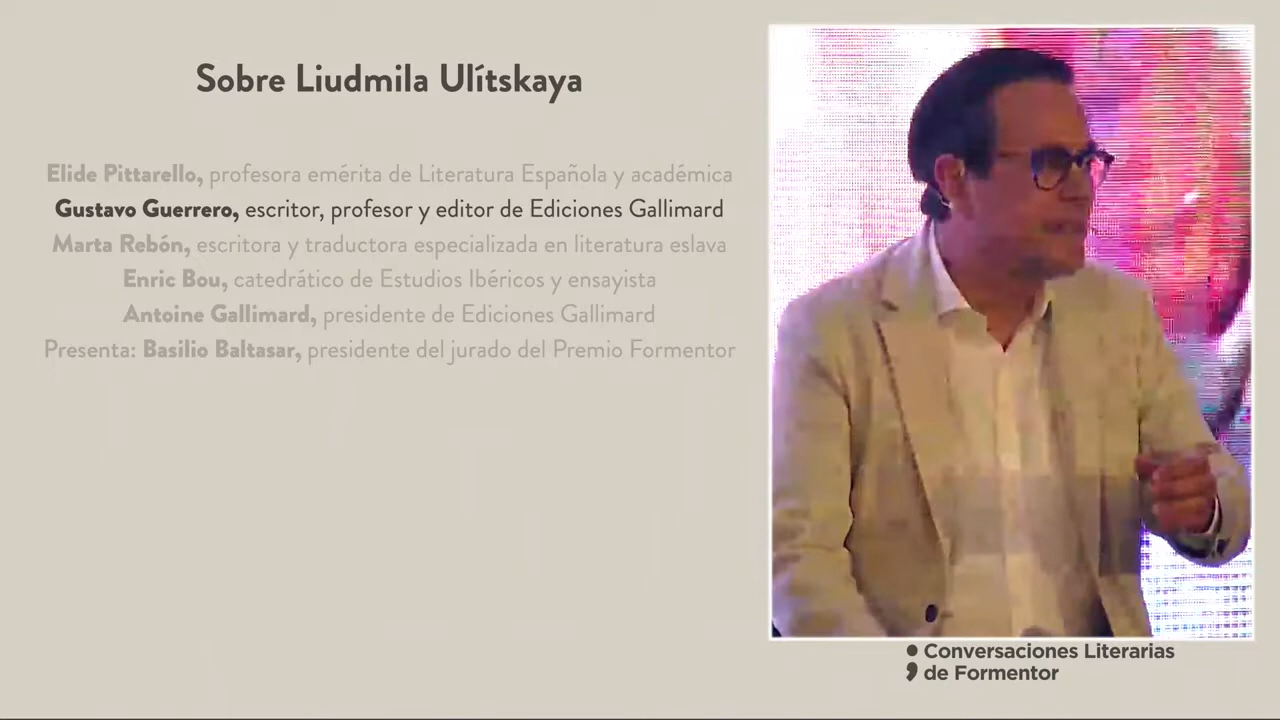 Sobre Liudmila Ulítskaya
Elide Pittarello, profesora emérita de Literatura Española y académica
Gustavo Guerrero, escritor, profesor y editor de Ediciones Gallimard
Marta Rebón, escritora y traductora especializada en literatura eslava
Enric Bou, catedrático de Estudios Ibéricos y ensayista
Antoine Gallimard, presidente de Ediciones Gallimard
Presenta: Basilio Baltasar, presidente del jurado del Premio Formentor
Conversaciones Literarias
de Formentor